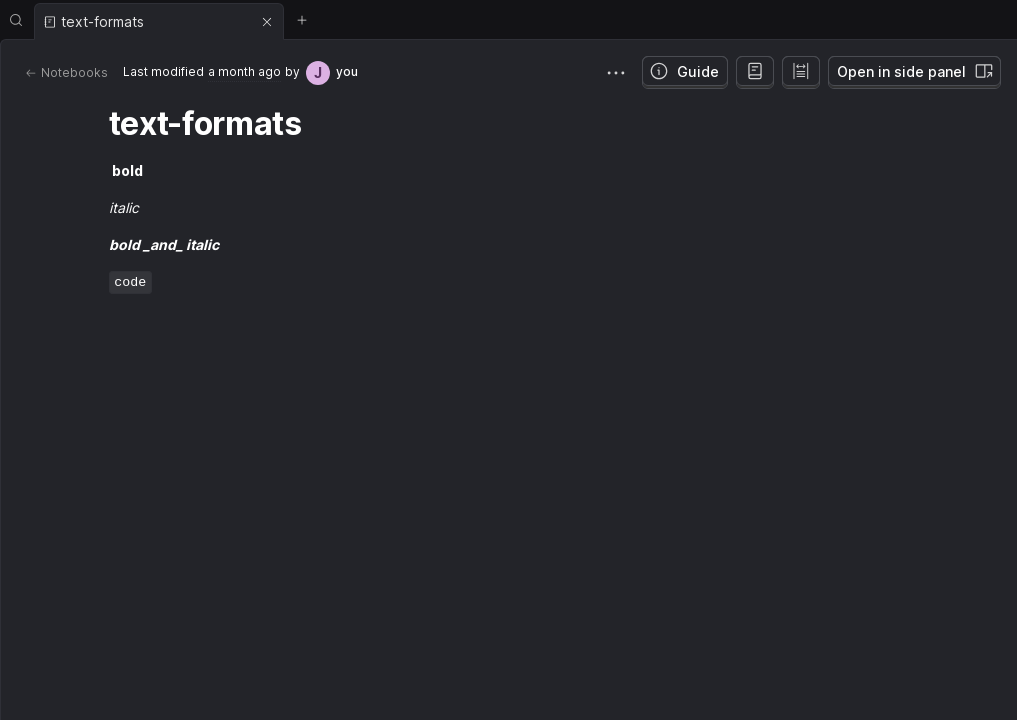 text-formats
Notebooks Last modified a month ago by J you Guide Open in side panel
text-formats
bold
italic
bold _and_ italic
code